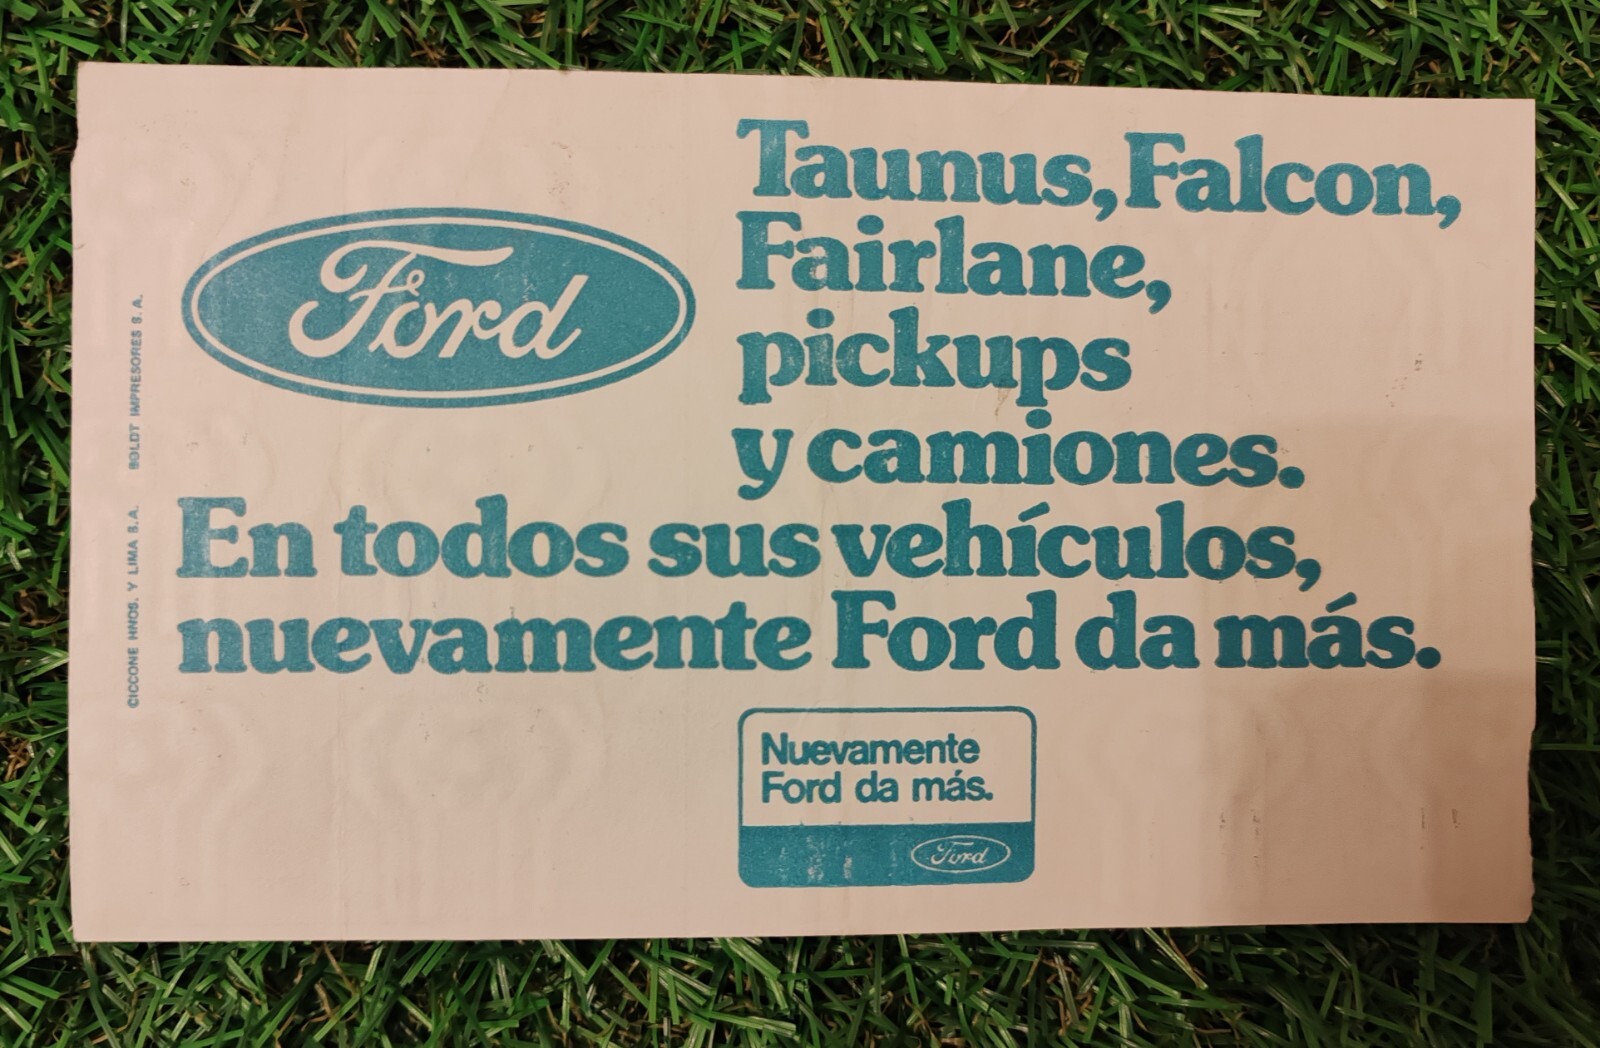 Ford
Taunus, Falcon,
Fairlane,
pickups
y camiones.
En todos sus vehículos,
nuevamente Ford da más.
Nuevamente
Ford da más.
Ford
CICCONE HNOS. Y LIMA S.A. BOLDT IMPRESORES S.A.